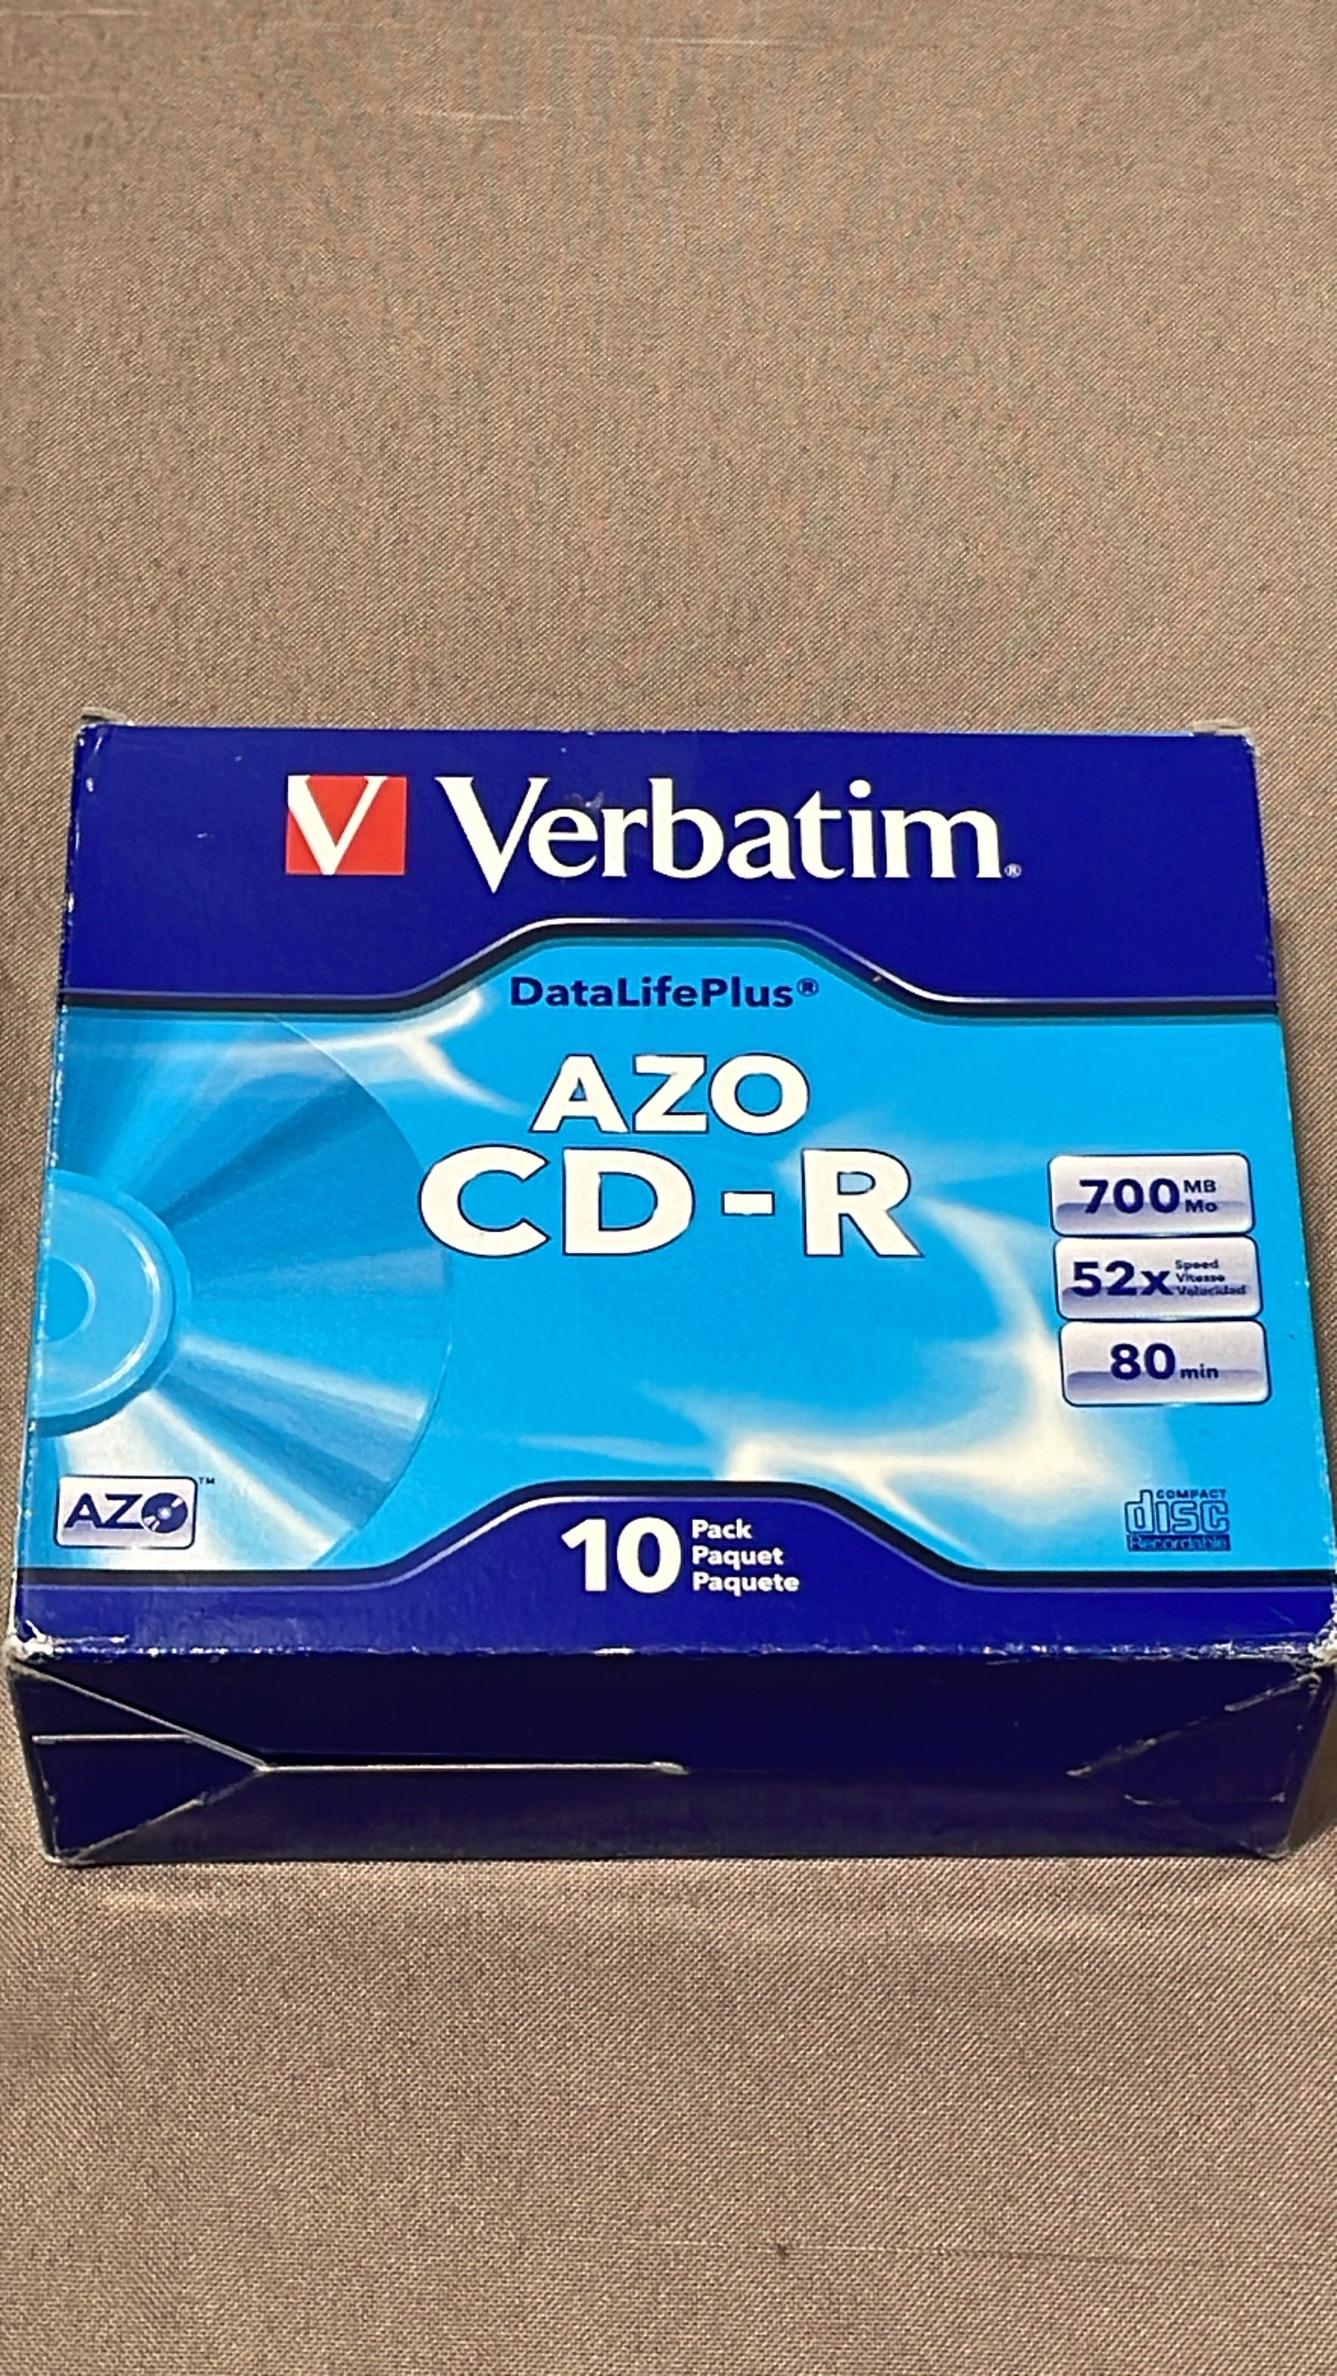 V Verbatim®
DataLifePlus®
AZO
CD-R
700 MB
Mo
52x Speed
Vitesse
Velocidad
80 min
AZO™
COMPACT
disc
Recordable
10 Pack
Paquet
Paquete